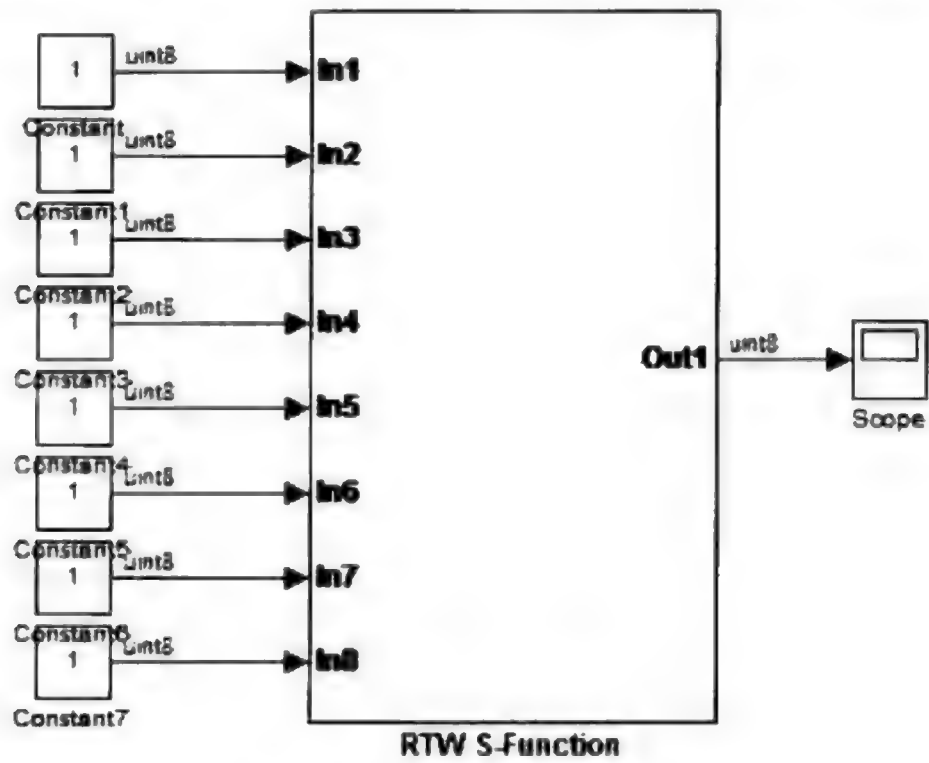 1 uint8 In1
Constant
1 uint8 In2
Constant1
1 uint8 In3
Constant2
1 uint8 In4
Constant3
Out1 uint8
Scope
1 uint8 In5
Constant4
1 uint8 In6
Constant5
1 uint8 In7
Constant6
1 uint8 In8
Constant7
RTW S-Function